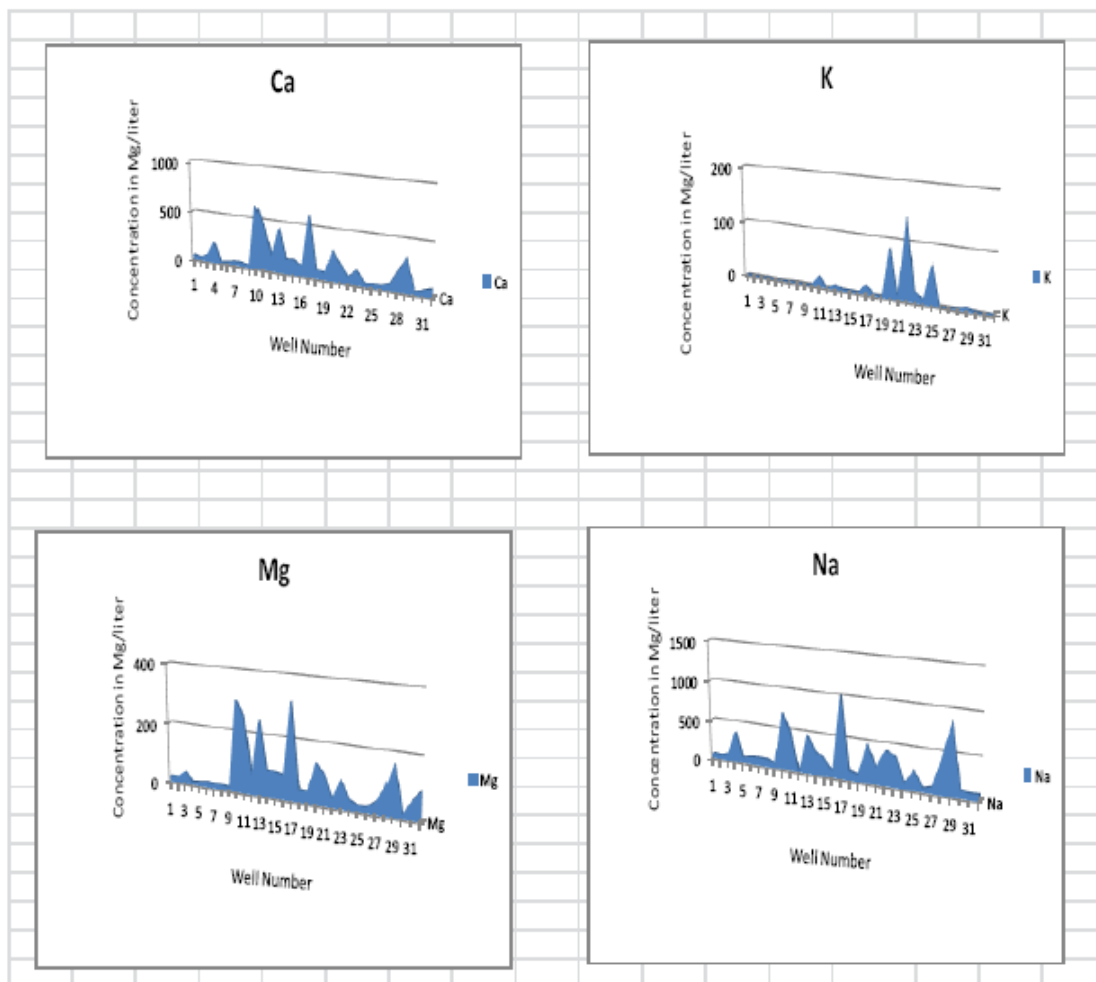 Ca
Concentration in Mg/liter
1000
500
0
1 4 7 10 13 16 19 22 25 28 31
Ca
Well Number
Ca
K
Concentration in Mg/liter
200
100
0
1 3 5 7 9 11 13 15 17 19 21 23 25 27 29 31
K
Well Number
K
Mg
Concentration in Mg/liter
400
200
0
1 3 5 7 9 11 13 15 17 19 21 23 25 27 29 31
Mg
Well Number
Mg
Na
Concentration in Mg/liter
1500
1000
500
0
1 3 5 7 9 11 13 15 17 19 21 23 25 27 29 31
Na
Well Number
Na